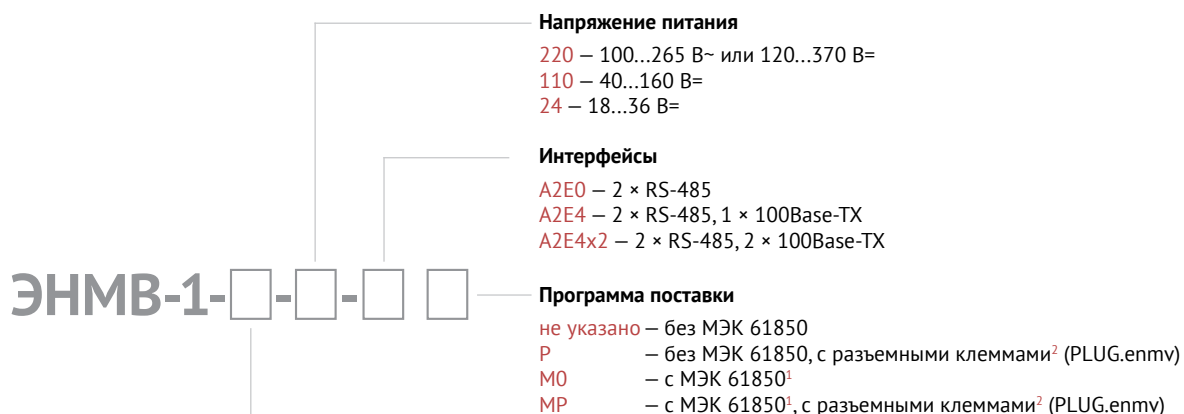 Напряжение питания
220 — 100...265 В~ или 120...370 В=
110 — 40...160 В=
24 — 18...36 В=
Интерфейсы
A2E0 — 2 × RS-485
A2E4 — 2 × RS-485, 1 × 100Base-TX
A2E4x2 — 2 × RS-485, 2 × 100Base-TX
ЭНМВ-1-□-□-□ □
Программа поставки
не указано — без МЭК 61850
P — без МЭК 61850, с разъемными клеммами² (PLUG.enmv)
M0 — с МЭК 61850¹
MP — с МЭК 61850¹, с разъемными клеммами² (PLUG.enmv)